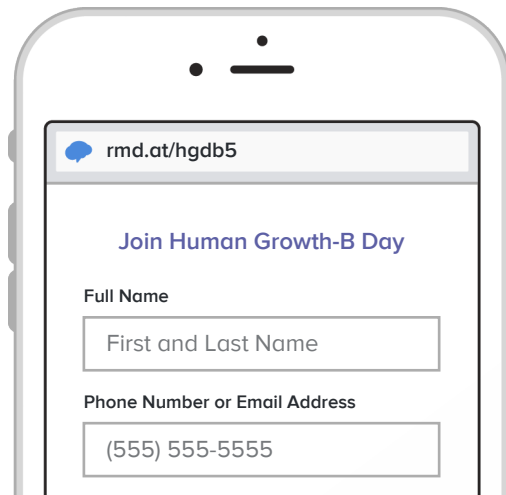 rmd.at/hgdb5
Join Human Growth-B Day
Full Name
First and Last Name
Phone Number or Email Address
(555) 555-5555